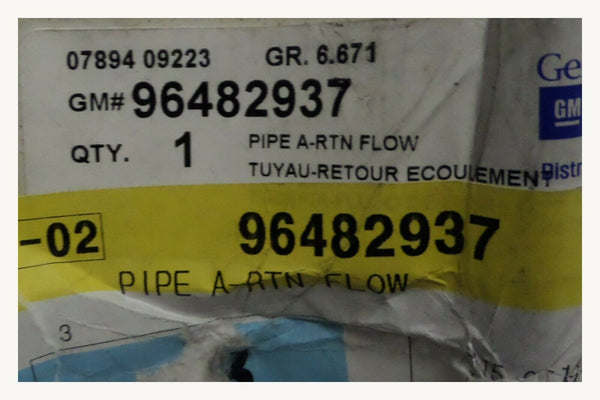 07894 09223 GR. 6.671
GM# 96482937
QTY. 1 PIPE A-RTN FLOW
TUYAU-RETOUR ECOULEMENT
GM
-02 96482937
PIPE A-RTN FLOW
3